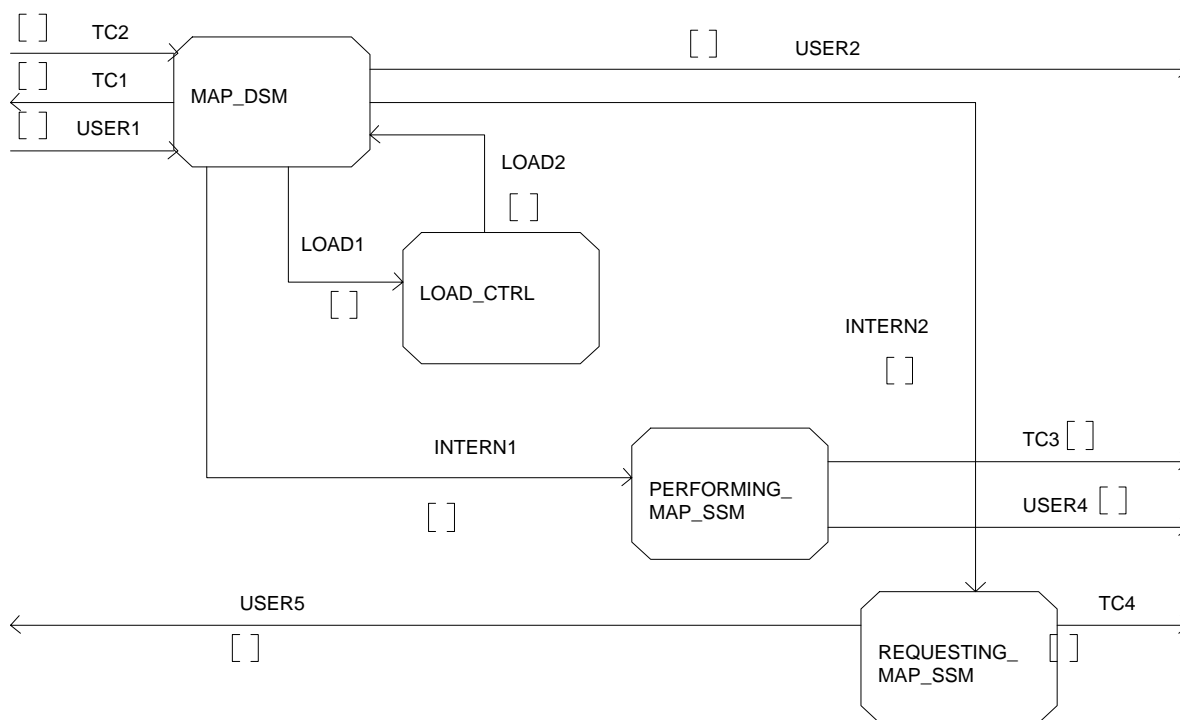 [ ] TC2
[ ] USER2
[ ] TC1
MAP_DSM
[ ] USER1
LOAD2
[ ]
LOAD1
LOAD_CTRL
[ ]
INTERN2
[ ]
INTERN1
TC3 [ ]
PERFORMING_
MAP_SSM
USER4 [ ]
[ ]
USER5
TC4
[ ]
REQUESTING_
MAP_SSM
[ ]